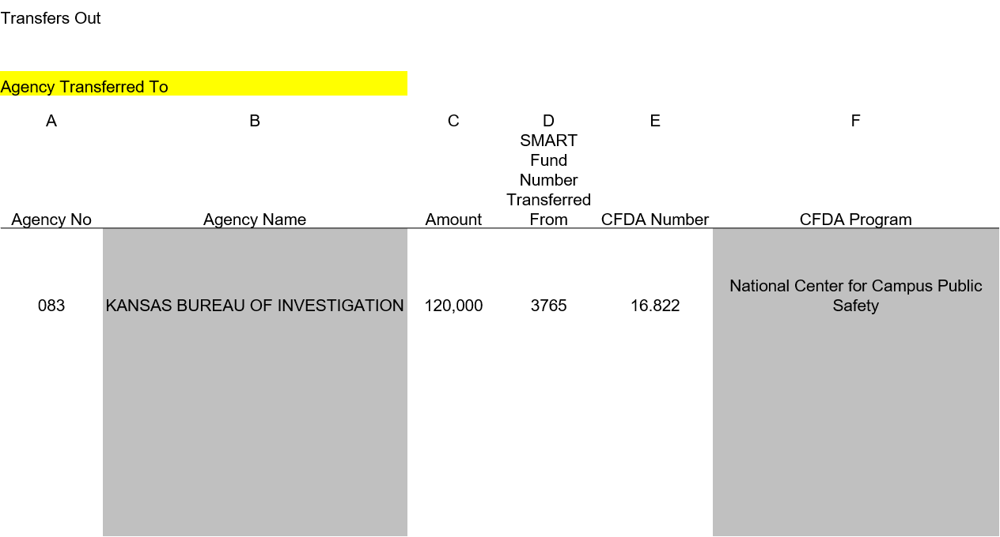 Transfers Out
Agency Transferred To
A B C D E F
SMART
Fund
Number
Transferred
Agency No Agency Name Amount From CFDA Number CFDA Program
National Center for Campus Public
083 KANSAS BUREAU OF INVESTIGATION 120,000 3765 16.822 Safety